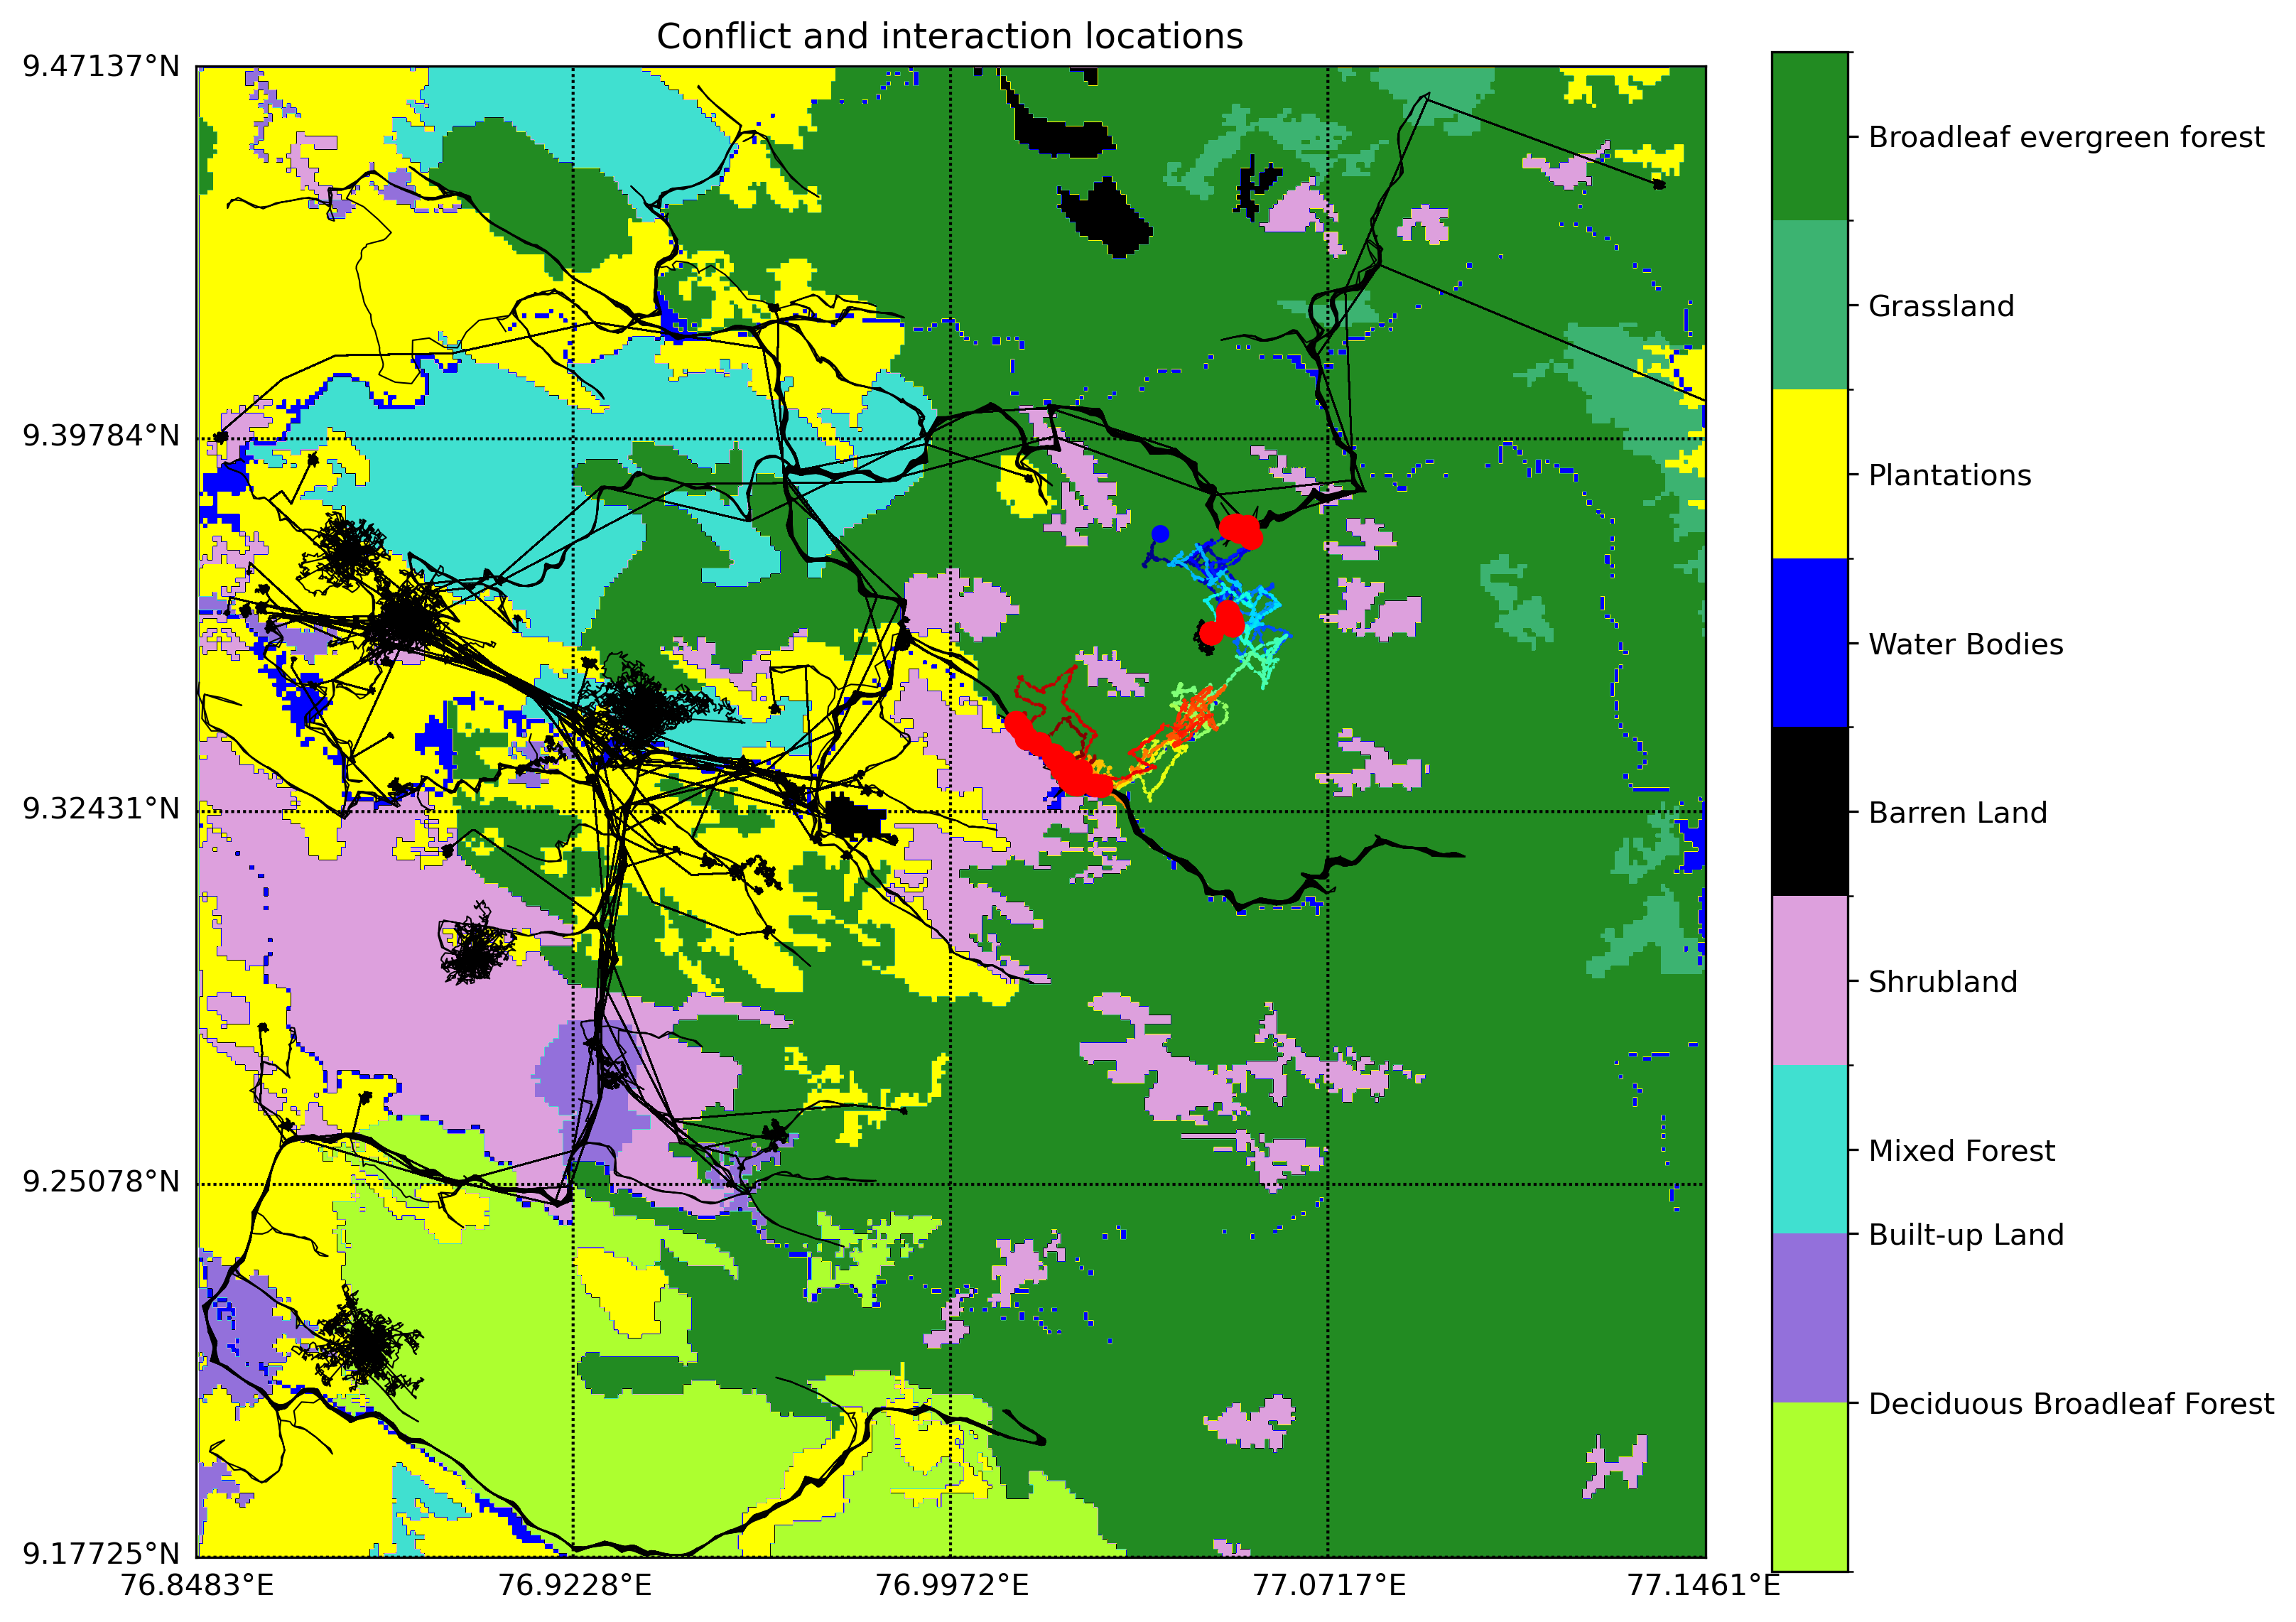 Conflict and interaction locations
9.47137°N
9.39784°N
9.32431°N
9.25078°N
9.17725°N
76.8483°E
76.9228°E
76.9972°E
77.0717°E
77.1461°E
Broadleaf evergreen forest
Grassland
Plantations
Water Bodies
Barren Land
Shrubland
Mixed Forest
Built-up Land
Deciduous Broadleaf Forest